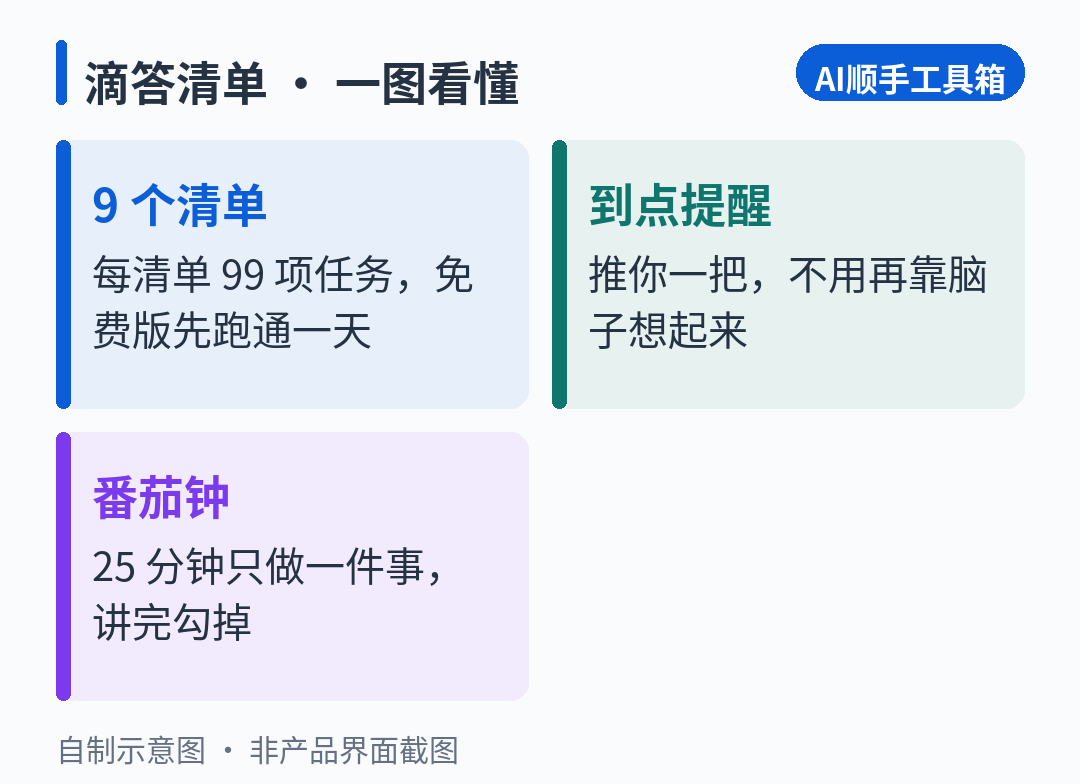 滴答清单 · 一图看懂
AI顺手工具箱
9 个清单
每清单 99 项任务，免
费版先跑通一天
到点提醒
推你一把，不用再靠脑
子想起来
番茄钟
25 分钟只做一件事，
讲完勾掉
自制示意图 · 非产品界面截图